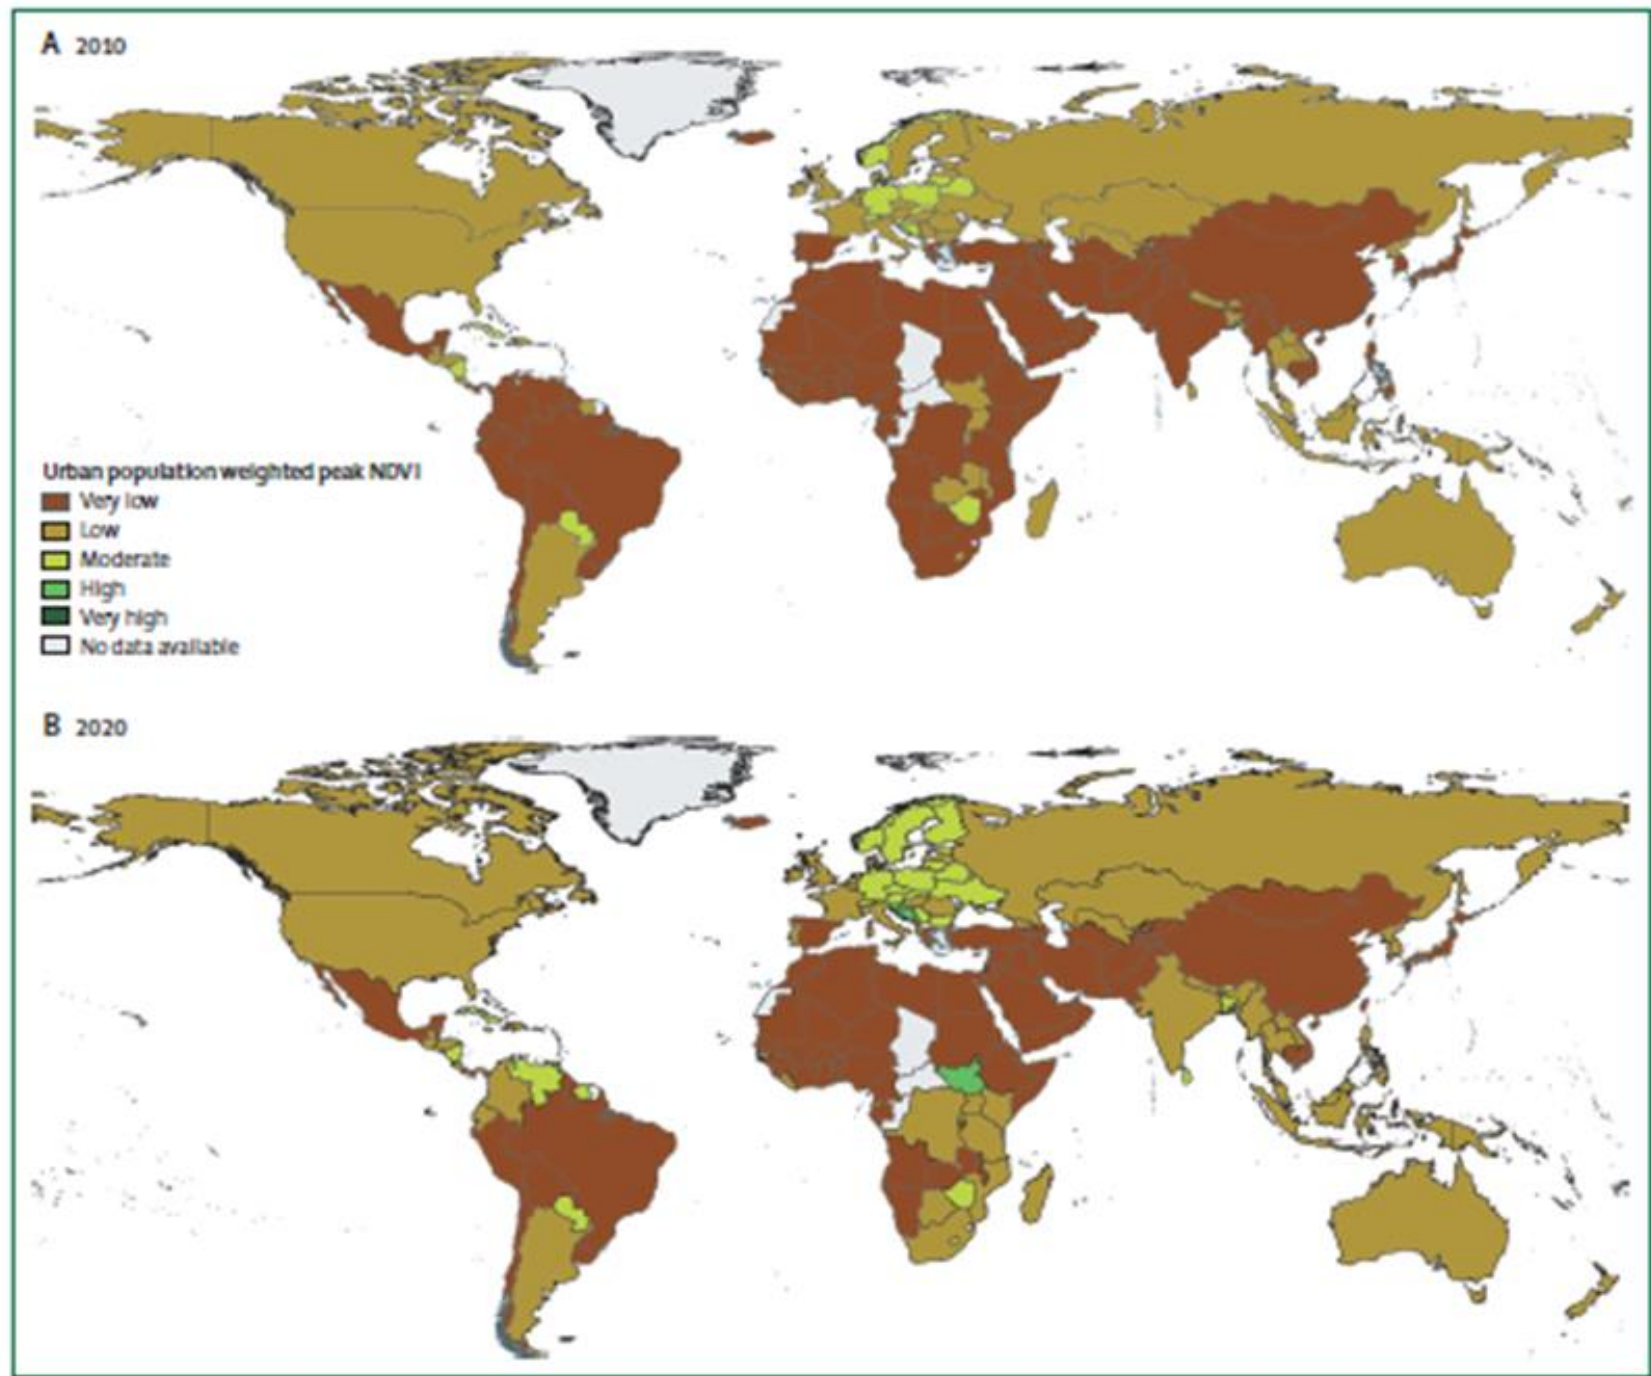 A 2010
Urban population weighted peak NDVI
Very low
Low
Moderate
High
Very high
No data available
B 2020